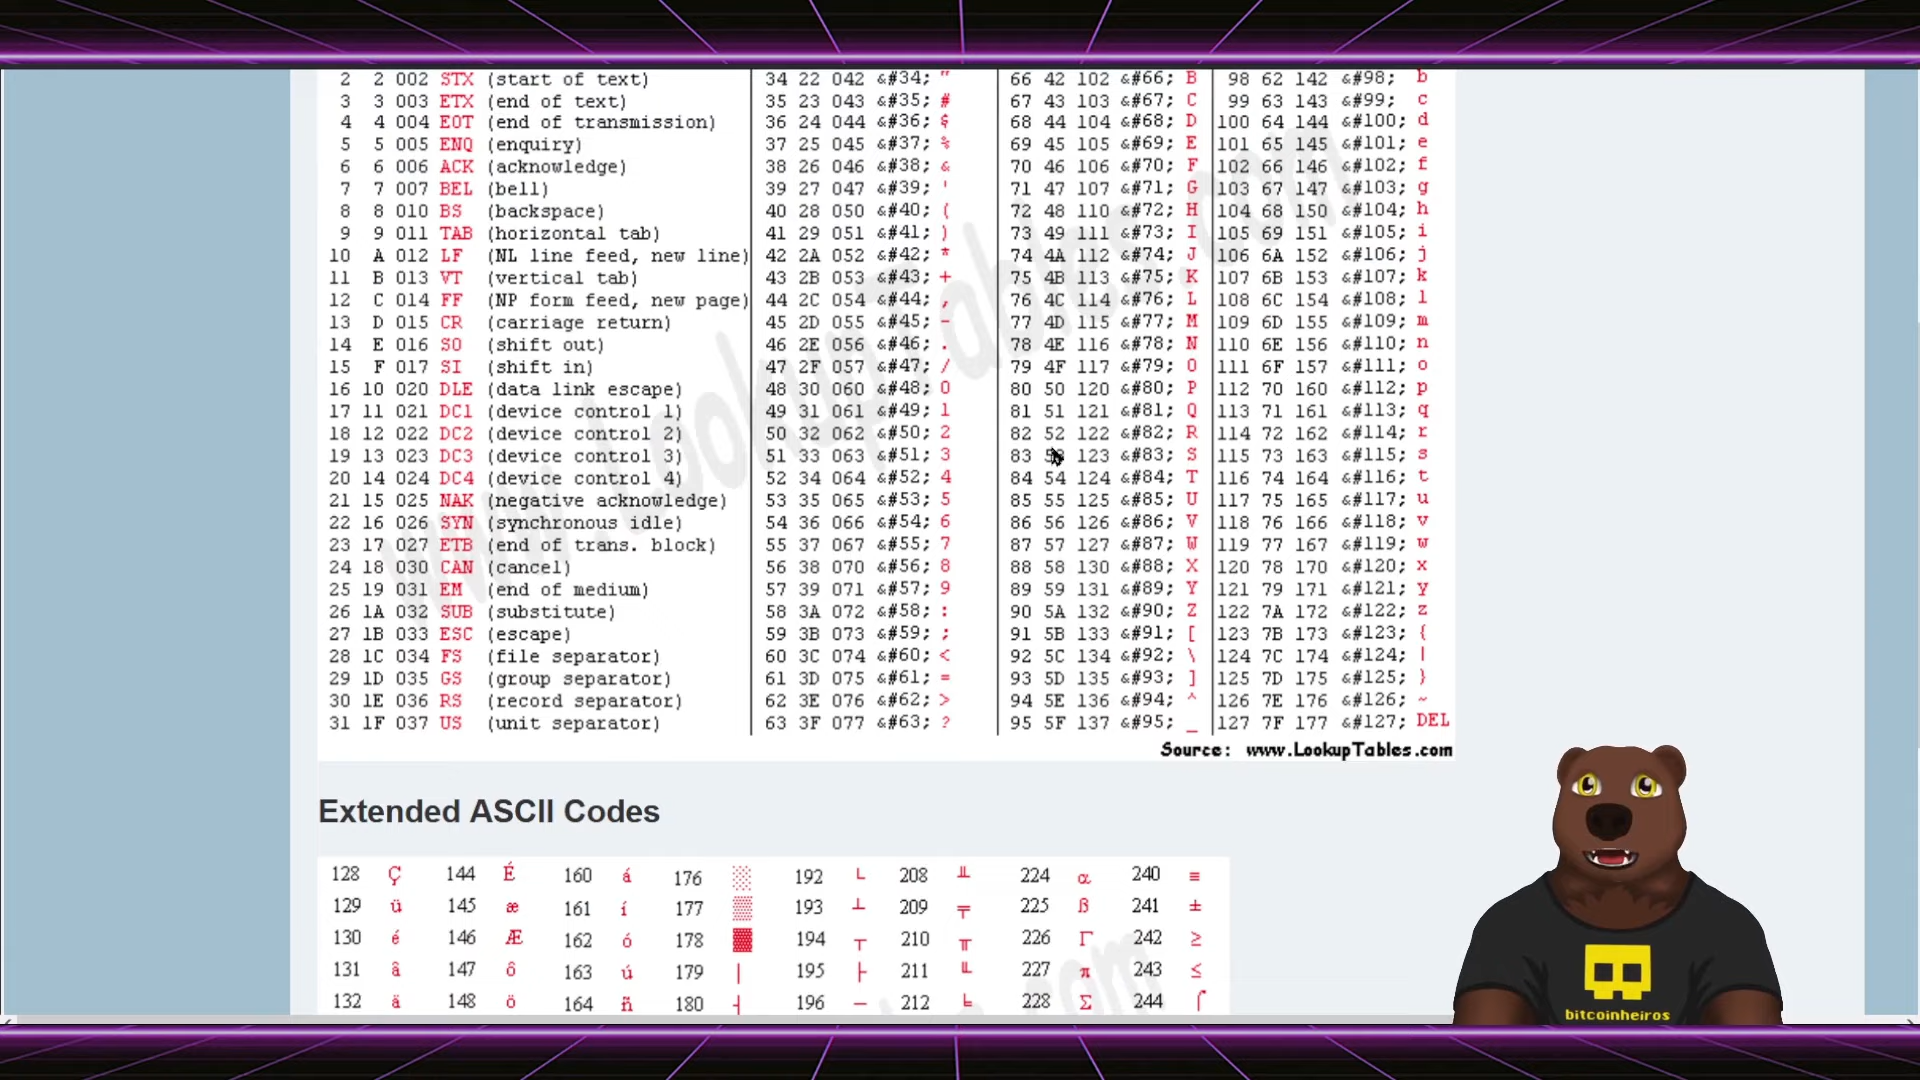 2 2 002 STX (start of text) 34 22 042 &#34; " 66 42 102 &#66; B 98 62 142 &#98; b
3 3 003 ETX (end of text) 35 23 043 &#35; # 67 43 103 &#67; C 99 63 143 &#99; c
4 4 004 EOT (end of transmission) 36 24 044 &#36; $ 68 44 104 &#68; D 100 64 144 &#100; d
5 5 005 ENQ (enquiry) 37 25 045 &#37; % 69 45 105 &#69; E 101 65 145 &#101; e
6 6 006 ACK (acknowledge) 38 26 046 &#38; & 70 46 106 &#70; F 102 66 146 &#102; f
7 7 007 BEL (bell) 39 27 047 &#39; ' 71 47 107 &#71; G 103 67 147 &#103; g
8 8 010 BS (backspace) 40 28 050 &#40; ( 72 48 110 &#72; H 104 68 150 &#104; h
9 9 011 TAB (horizontal tab) 41 29 051 &#41; ) 73 49 111 &#73; I 105 69 151 &#105; i
10 A 012 LF (NL line feed, new line) 42 2A 052 &#42; * 74 4A 112 &#74; J 106 6A 152 &#106; j
11 B 013 VT (vertical tab) 43 2B 053 &#43; + 75 4B 113 &#75; K 107 6B 153 &#107; k
12 C 014 FF (NP form feed, new page) 44 2C 054 &#44; , 76 4C 114 &#76; L 108 6C 154 &#108; l
13 D 015 CR (carriage return) 45 2D 055 &#45; - 77 4D 115 &#77; M 109 6D 155 &#109; m
14 E 016 SO (shift out) 46 2E 056 &#46; . 78 4E 116 &#78; N 110 6E 156 &#110; n
15 F 017 SI (shift in) 47 2F 057 &#47; / 79 4F 117 &#79; O 111 6F 157 &#111; o
16 10 020 DLE (data link escape) 48 30 060 &#48; 0 80 50 120 &#80; P 112 70 160 &#112; p
17 11 021 DC1 (device control 1) 49 31 061 &#49; 1 81 51 121 &#81; Q 113 71 161 &#113; q
18 12 022 DC2 (device control 2) 50 32 062 &#50; 2 82 52 122 &#82; R 114 72 162 &#114; r
19 13 023 DC3 (device control 3) 51 33 063 &#51; 3 83 123 &#83; S 115 73 163 &#115; s
20 14 024 DC4 (device control 4) 52 34 064 &#52; 4 84 54 124 &#84; T 116 74 164 &#116; t
21 15 025 NAK (negative acknowledge) 53 35 065 &#53; 5 85 55 125 &#85; U 117 75 165 &#117; u
22 16 026 SYN (synchronous idle) 54 36 066 &#54; 6 86 56 126 &#86; V 118 76 166 &#118; v
23 17 027 ETB (end of trans. block) 55 37 067 &#55; 7 87 57 127 &#87; W 119 77 167 &#119; w
24 18 030 CAN (cancel) 56 38 070 &#56; 8 88 58 130 &#88; X 120 78 170 &#120; x
25 19 031 EM (end of medium) 57 39 071 &#57; 9 89 59 131 &#89; Y 121 79 171 &#121; y
26 1A 032 SUB (substitute) 58 3A 072 &#58; : 90 5A 132 &#90; Z 122 7A 172 &#122; z
27 1B 033 ESC (escape) 59 3B 073 &#59; ; 91 5B 133 &#91; [ 123 7B 173 &#123; {
28 1C 034 FS (file separator) 60 3C 074 &#60; < 92 5C 134 &#92; \ 124 7C 174 &#124; |
29 1D 035 GS (group separator) 61 3D 075 &#61; = 93 5D 135 &#93; ] 125 7D 175 &#125; }
30 1E 036 RS (record separator) 62 3E 076 &#62; > 94 5E 136 &#94; ^ 126 7E 176 &#126; ~
31 1F 037 US (unit separator) 63 3F 077 &#63; ? 95 5F 137 &#95; _ 127 7F 177 &#127; DEL
www.LookupTables.com
Source: www.LookupTables.com
Extended ASCII Codes
128 Ç 144 É 160 á 176 ░ 192 └ 208 ╨ 224 α 240 ≡
129 ü 145 æ 161 í 177 ▒ 193 ┴ 209 ╤ 225 ß 241 ±
130 é 146 Æ 162 ó 178 ▓ 194 ┬ 210 ╥ 226 Γ 242 ≥
131 â 147 ô 163 ú 179 │ 195 ├ 211 ╙ 227 π 243 ≤
132 ä 148 ö 164 ñ 180 ┤ 196 ─ 212 ╘ 228 Σ 244 ⌠
.com
bitcoinheiros